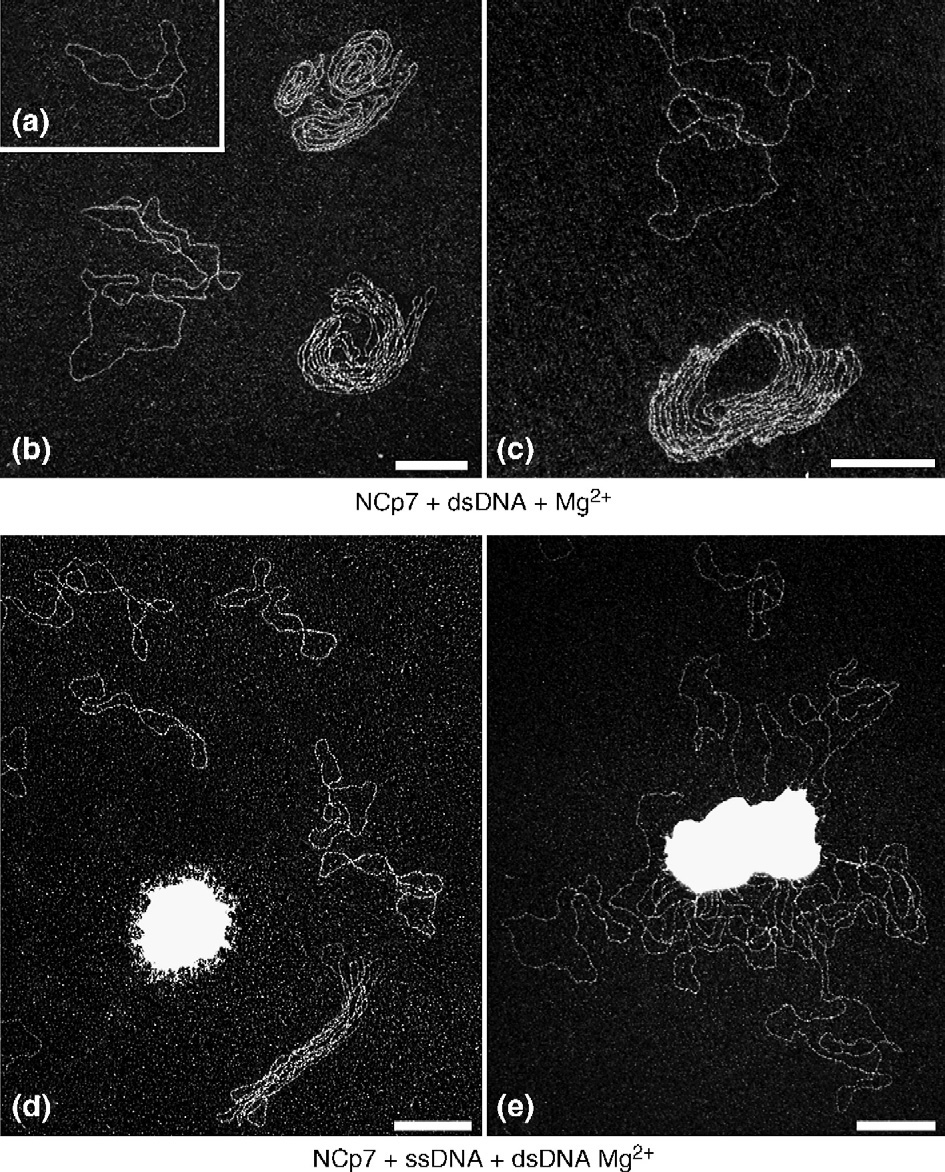 (a)
(b)
(c)
NCp7 + dsDNA + Mg2+
(d)
(e)
NCp7 + ssDNA + dsDNA Mg2+